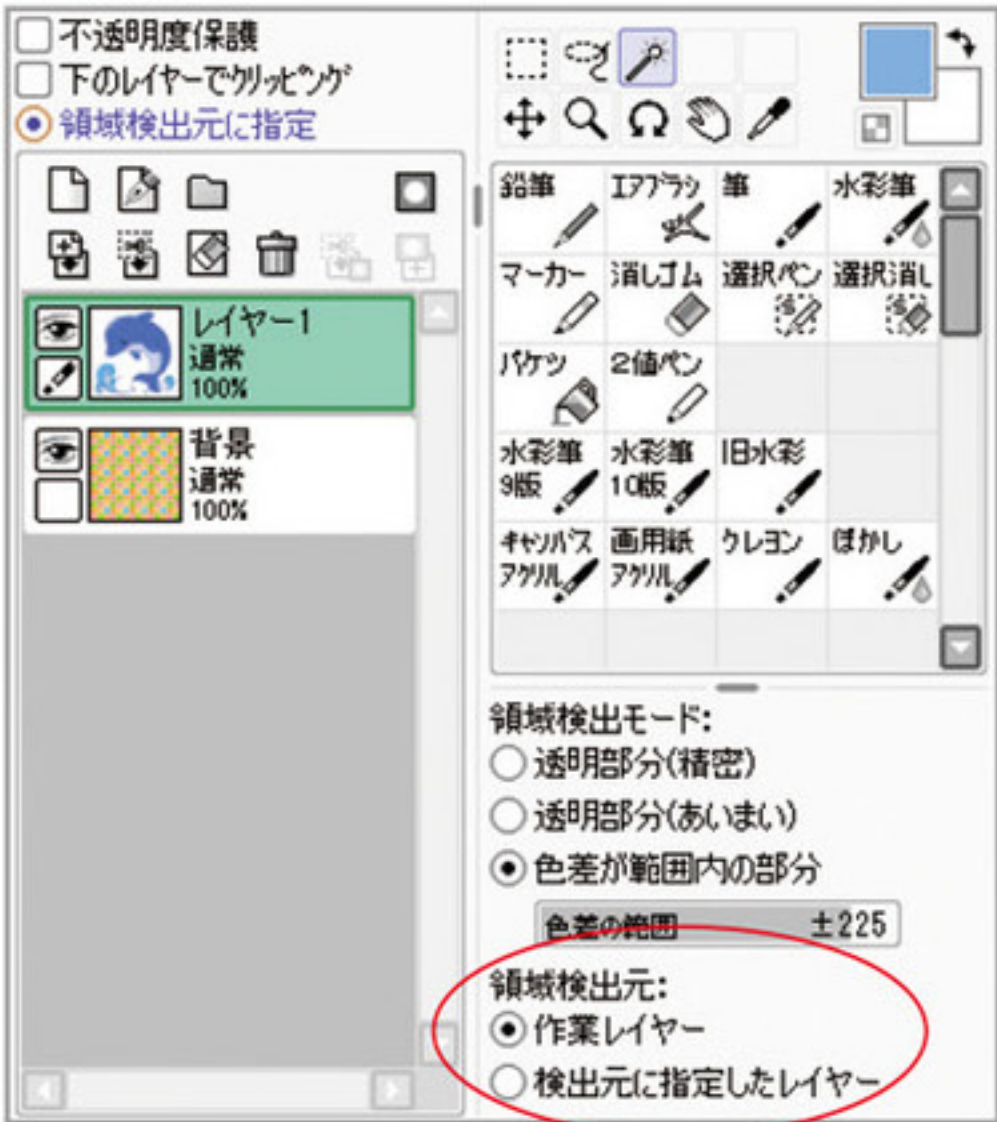 不透明度保護
下のレイヤーでクリッピング
領域検出元に指定
レイヤー1
通常
100%
背景
通常
100%
鉛筆 エアブラシ 筆 水彩筆
マーカー 消しゴム 選択ペン 選択消し
バケツ 2値ペン
水彩筆 水彩筆 旧水彩
9版 10版
キャンバス 画用紙 クレヨン ぼかし
アクリル アクリル
領域検出モード:
透明部分(精密)
透明部分(あいまい)
色差が範囲内の部分
色差の範囲 ±225
領域検出元:
作業レイヤー
検出元に指定したレイヤー